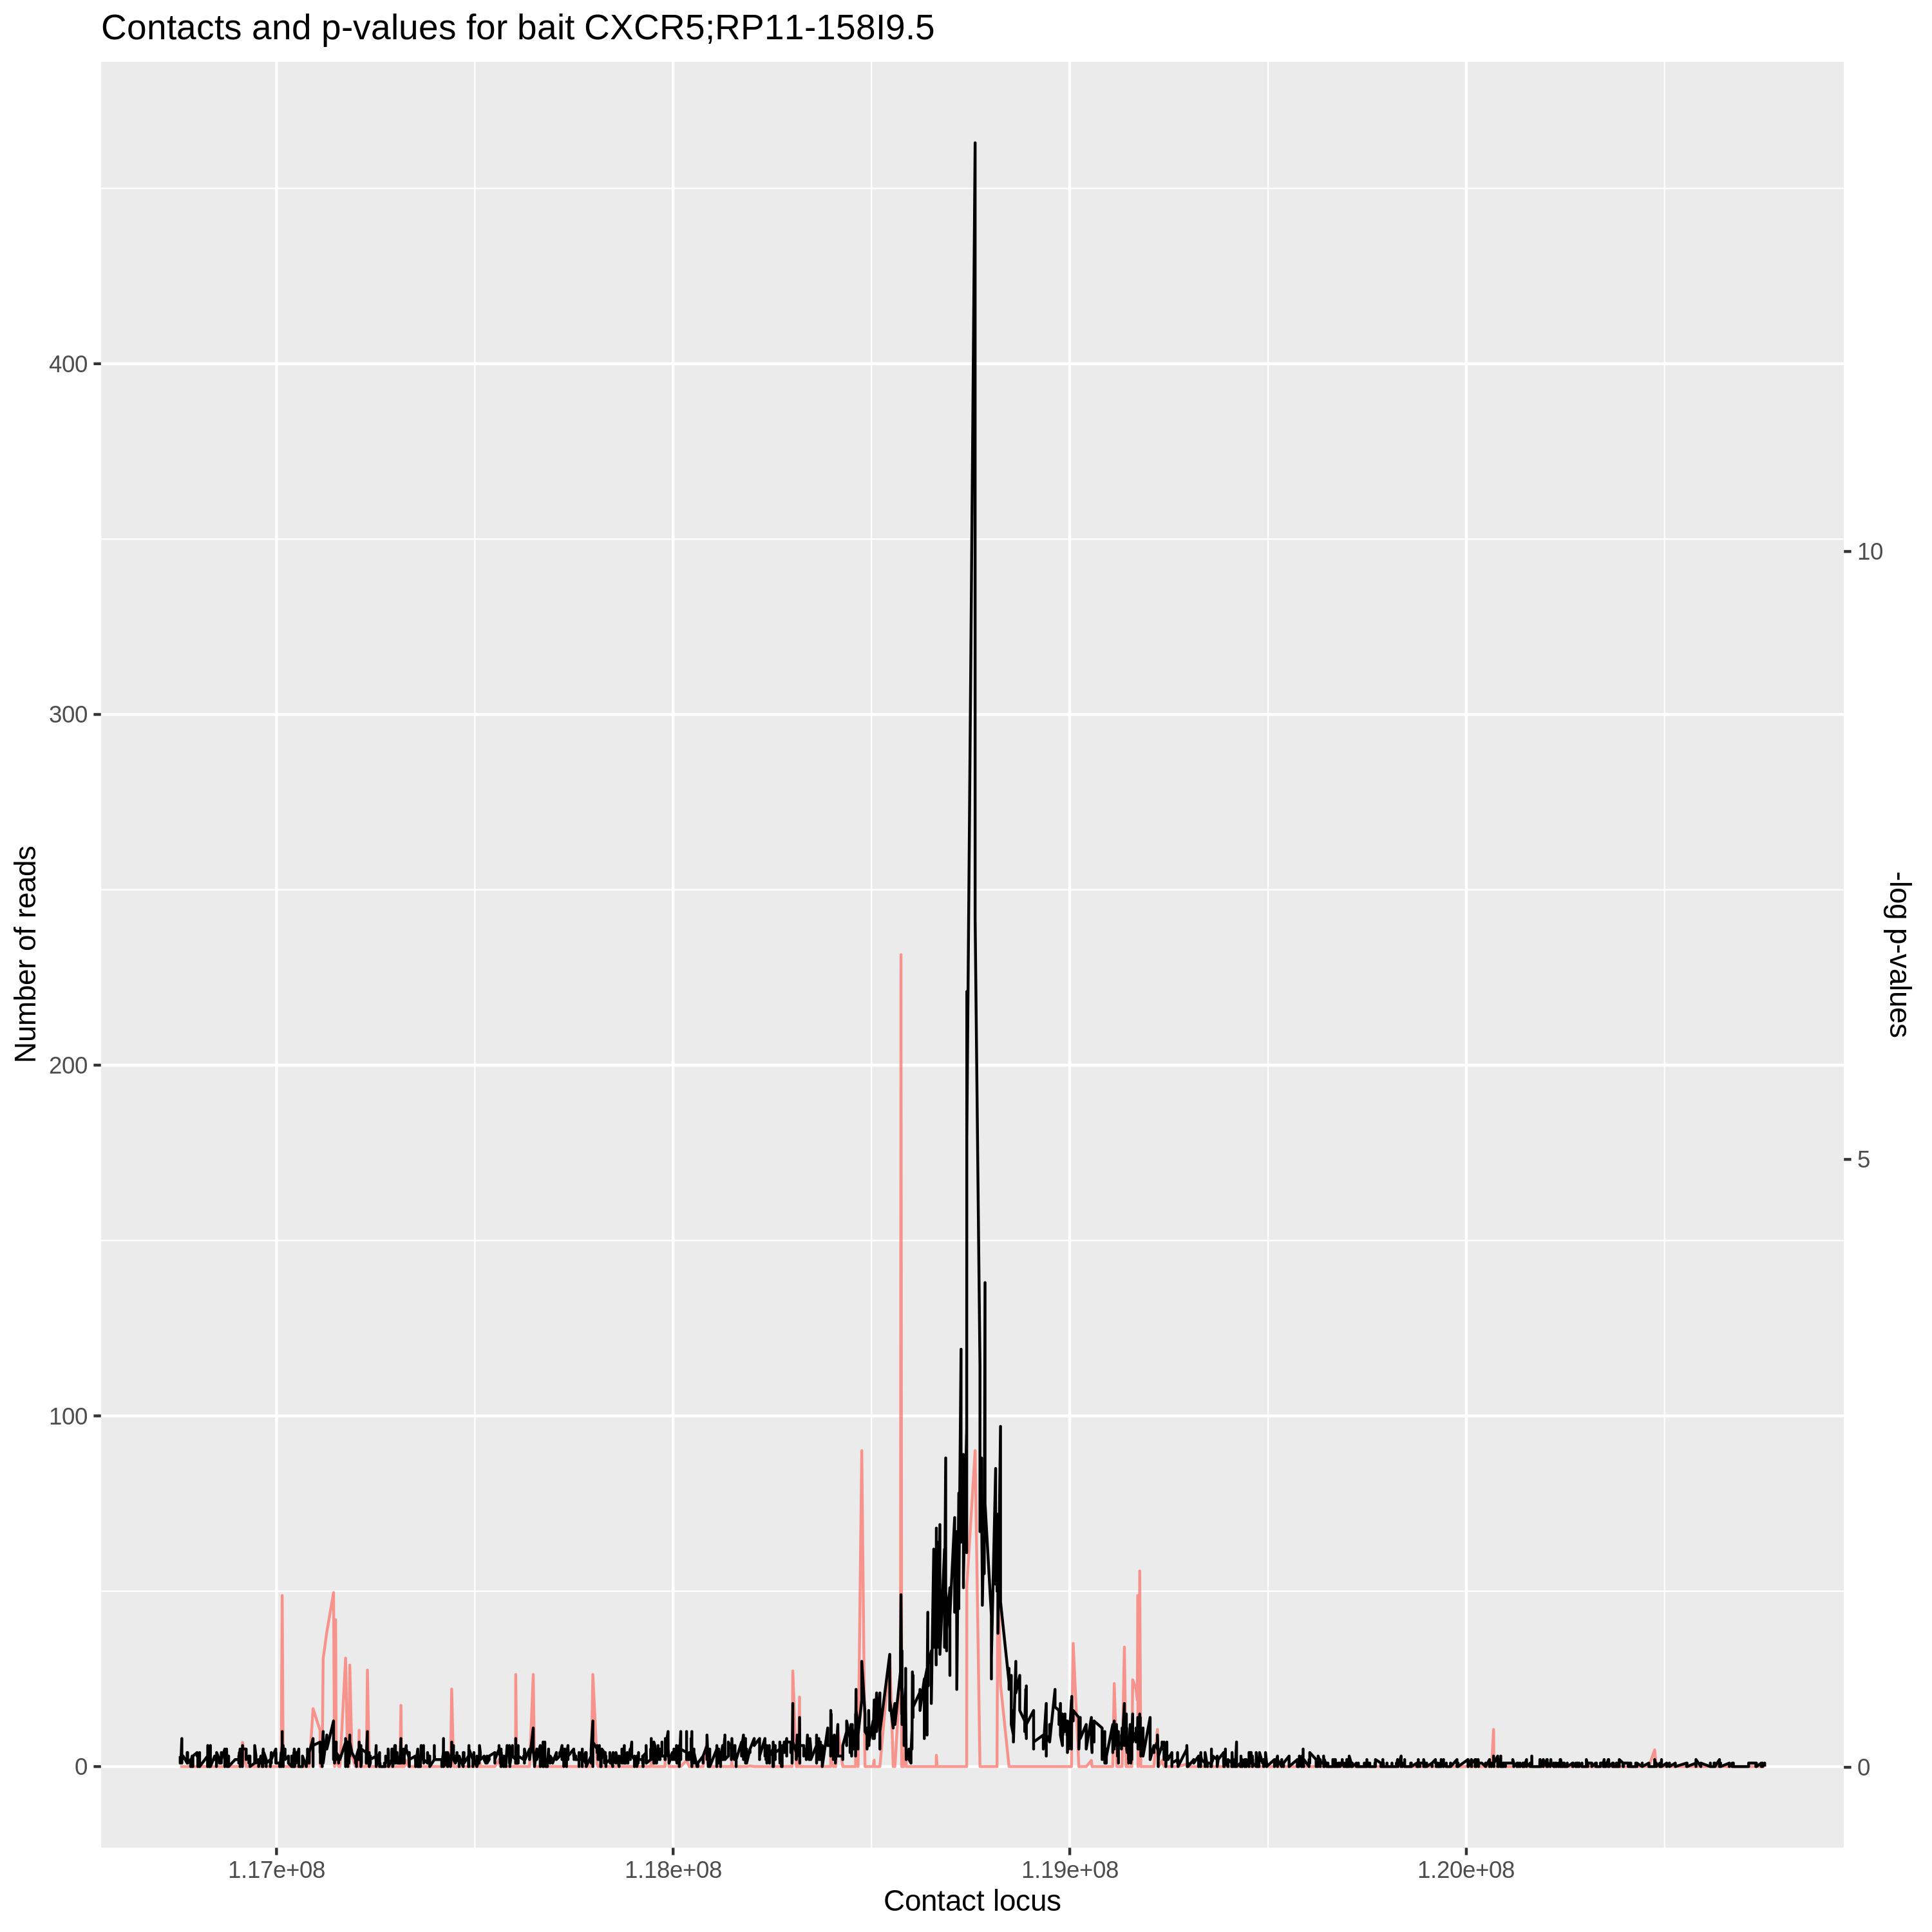 Contacts and p-values for bait CXCR5;RP11-158I9.5
400
300
200
100
0
Number of reads
10
5
0
-log p-values
1.17e+08
1.18e+08
1.19e+08
1.20e+08
Contact locus